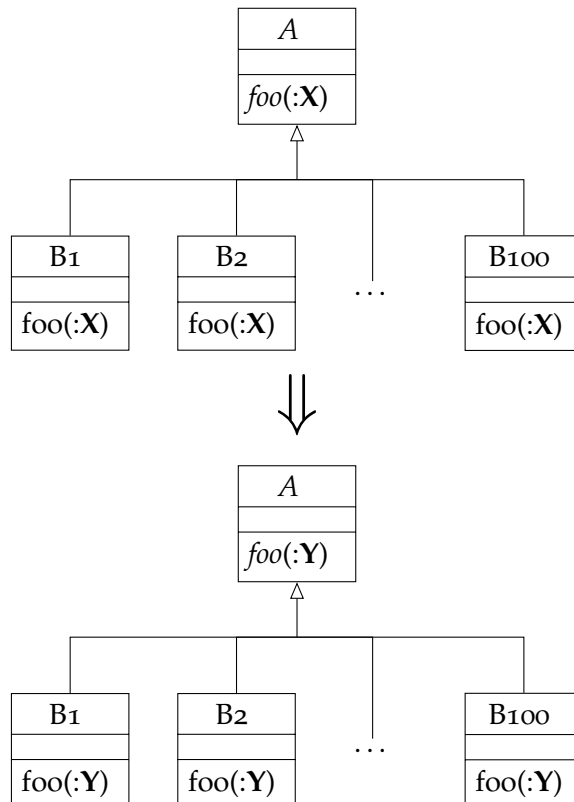 A
foo(:X)
B1 B2 B100
...
foo(:X) foo(:X) foo(:X)
⇓
A
foo(:Y)
B1 B2 B100
...
foo(:Y) foo(:Y) foo(:Y)